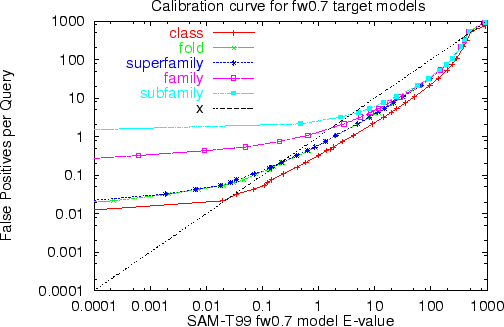 Calibration curve for fw0.7 target models
1000
100
10
1
0.1
0.01
0.001
0.0001
False Positives per Query
class
fold
superfamily
family
subfamily
x
0.0001 0.001 0.01 0.1 1 10 100 1000
SAM-T99 fw0.7 model E-value